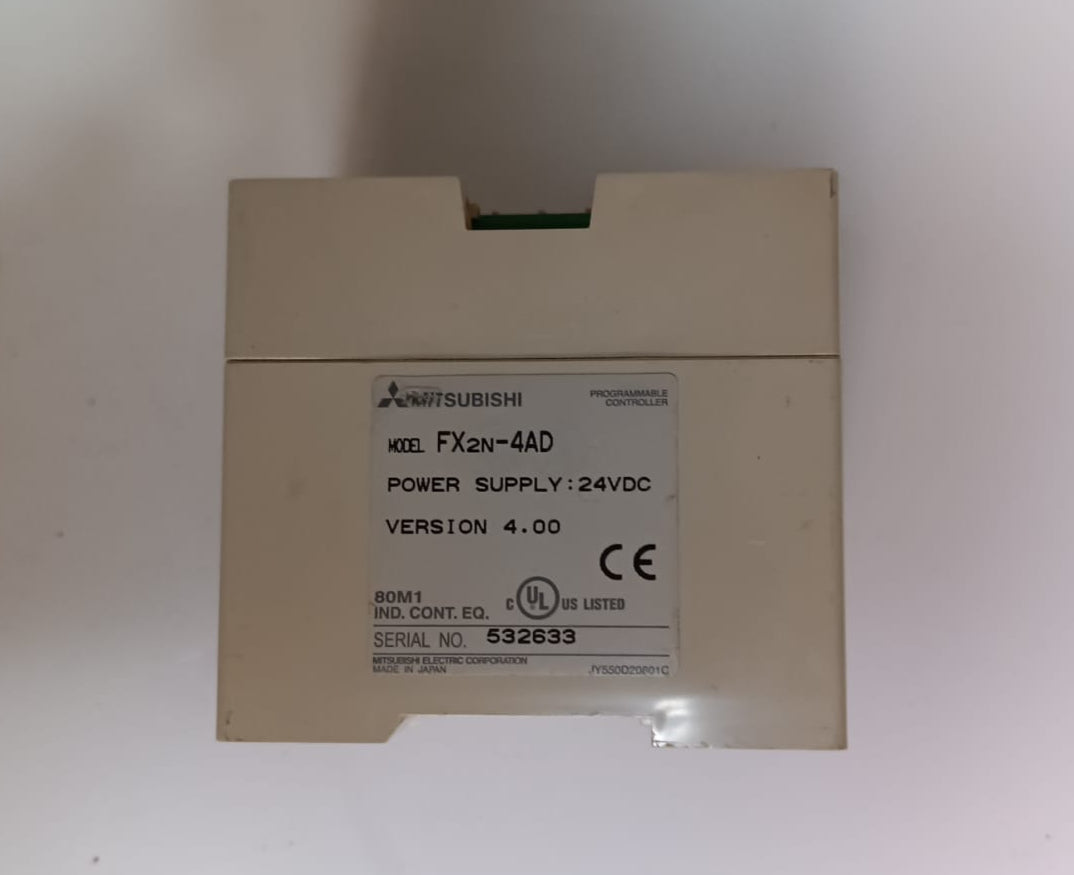 MITSUBISHI
PROGRAMMABLE
CONTROLLER
MODEL FX2N-4AD
POWER SUPPLY:24VDC
VERSION 4.00
CE
80M1
IND. CONT. EQ.
C UL US LISTED
SERIAL NO. 532633
MITSUBISHI ELECTRIC CORPORATION
MADE IN JAPAN